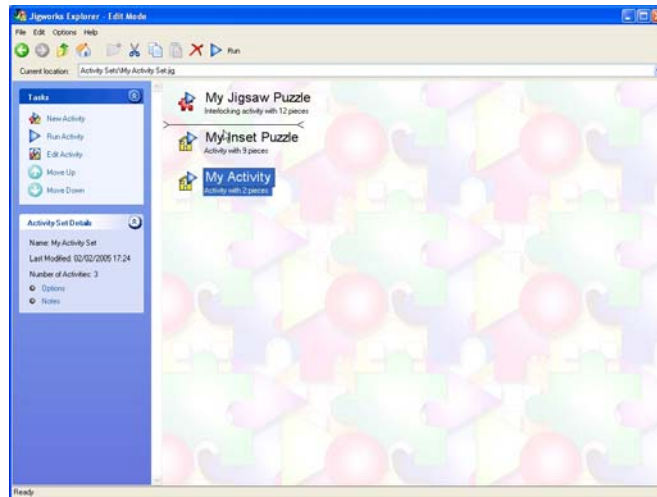 Jigworks Explorer - Edit Mode
File Edit Options Help
Run
Current location: Activity Sets\My Activity Set.jig
Tasks
New Activity
Run Activity
Edit Activity
Move Up
Move Down
Activity Set Details
Name: My Activity Set
Last Modified: 02/02/2005 17:24
Number of Activities: 3
Options
Notes
My Jigsaw Puzzle
Interlocking activity with 12 pieces
My Inset Puzzle
Activity with 9 pieces
My Activity
Activity with 2 pieces
Ready